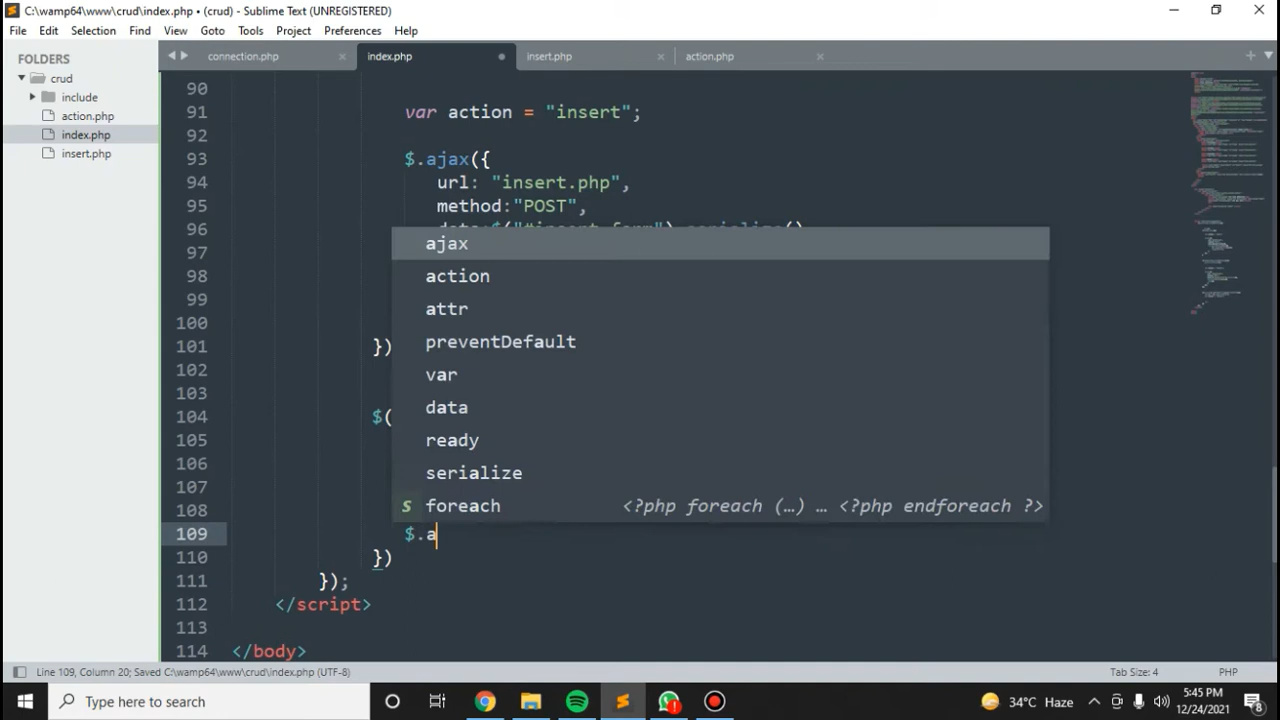 C:\wamp64\www\crud\index.php • (crud) - Sublime Text (UNREGISTERED)
File Edit Selection Find View Goto Tools Project Preferences Help
FOLDERS
crud
include
action.php
index.php
insert.php
connection.php index.php insert.php action.php
90
91 var action = "insert";
92
93 $.ajax({
94 url: "insert.php",
95 method:"POST",
96 data:$("#insert_form").serialize()
97
98
99
100
101 })
102
103
104 $(
105
106
107
108
109 $.a
110 })
111 });
112 </script>
113
114 </body>
ajax
action
attr
preventDefault
var
data
ready
serialize
S foreach <?php foreach (…) … <?php endforeach ?>
Line 109, Column 20; Saved C:\wamp64\www\crud\index.php (UTF-8) Tab Size: 4 PHP
Type here to search
34°C Haze
5:45 PM
12/24/2021
8